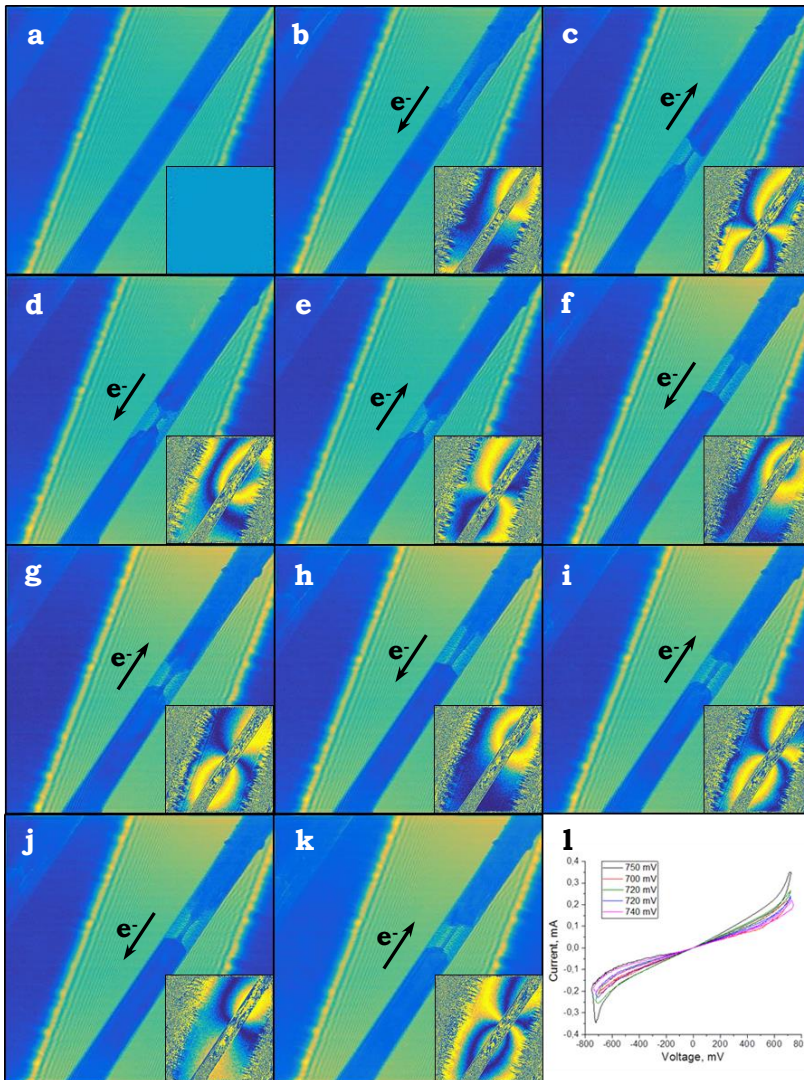 a
b
e-
c
e-
d
e-
e
e-
f
e-
g
e-
h
e-
i
e-
j
e-
k
e-
l
750 mV
700 mV
720 mV
720 mV
740 mV
Current, mA
0,4
0,3
0,2
0,1
0,0
-0,1
-0,2
-0,3
-0,4
-800 -600 -400 -200 0 200 400 600 80
Voltage, mV